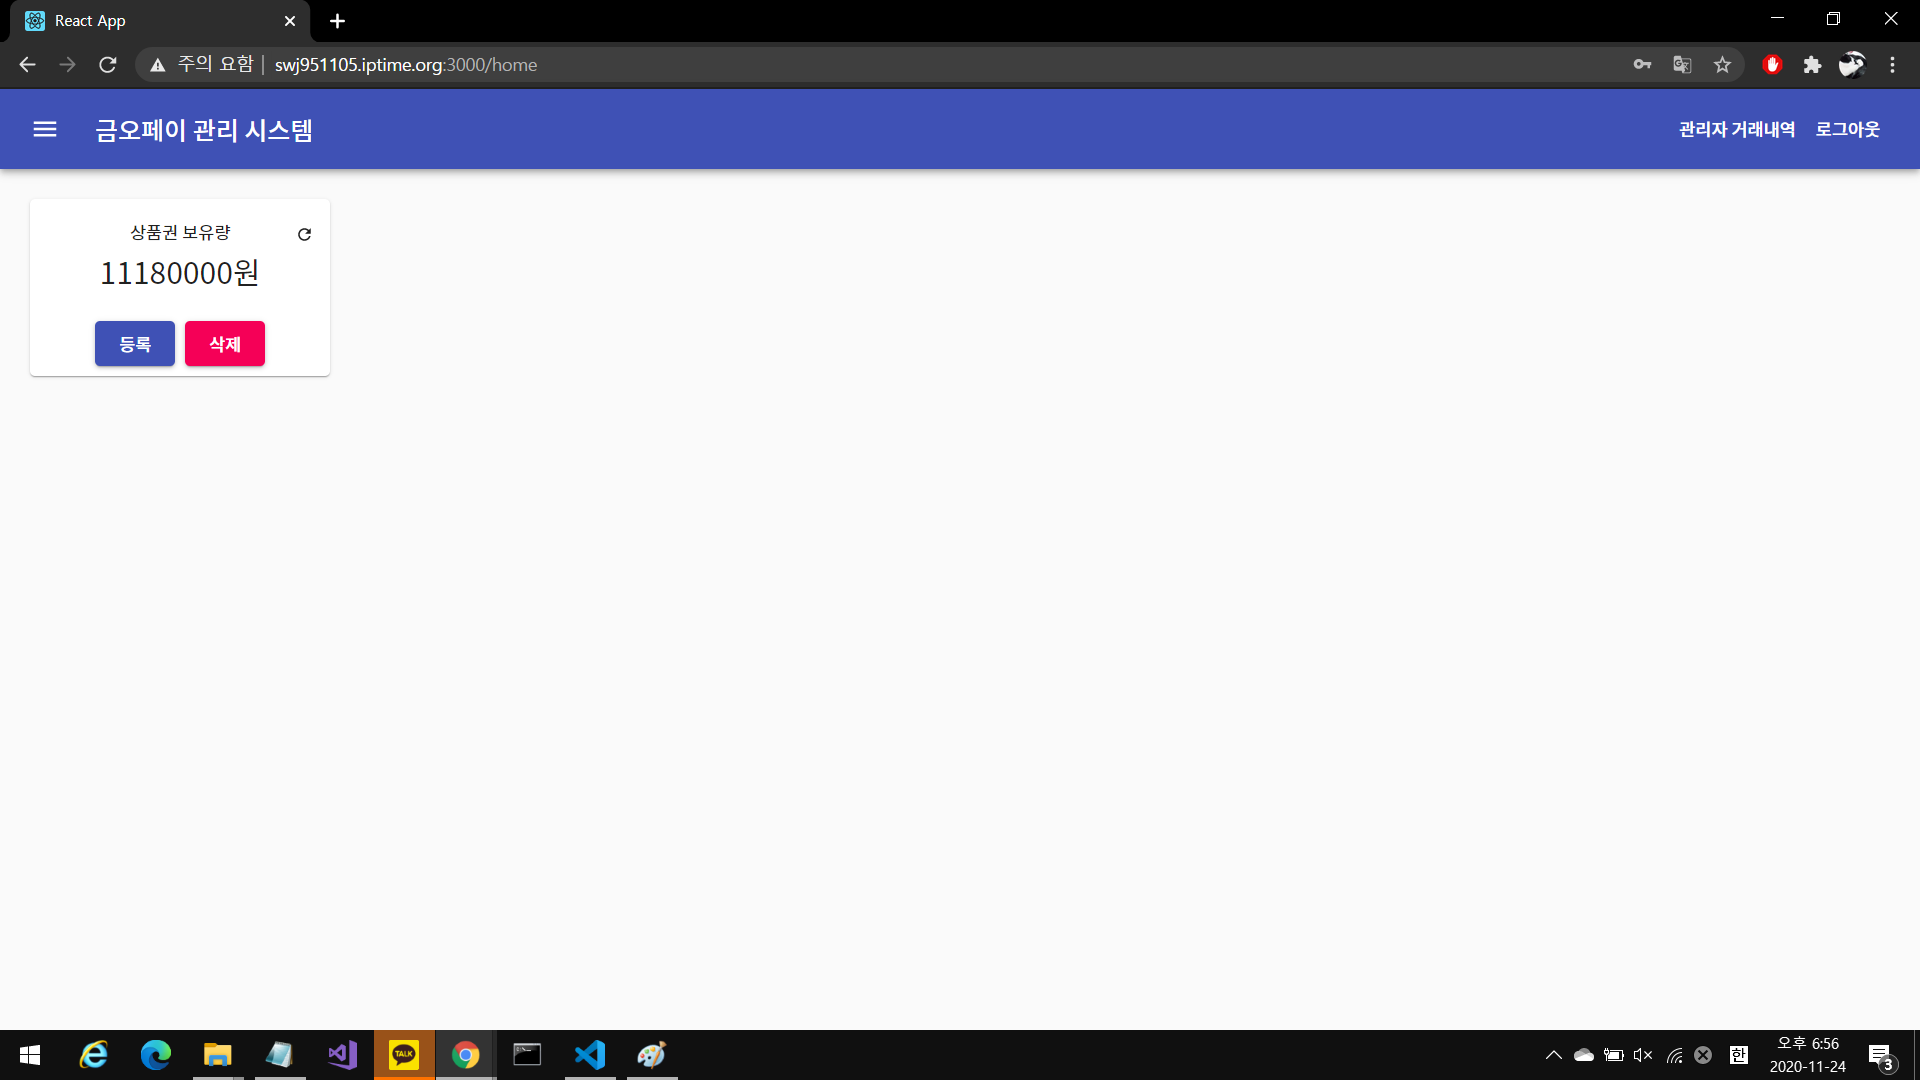 React App
주의 요함 | swj951105.iptime.org:3000/home
금오페이 관리 시스템
관리자 거래내역 로그아웃
상품권 보유량
11180000원
등록 삭제
TALK
한
오후 6:56
2020-11-24
3